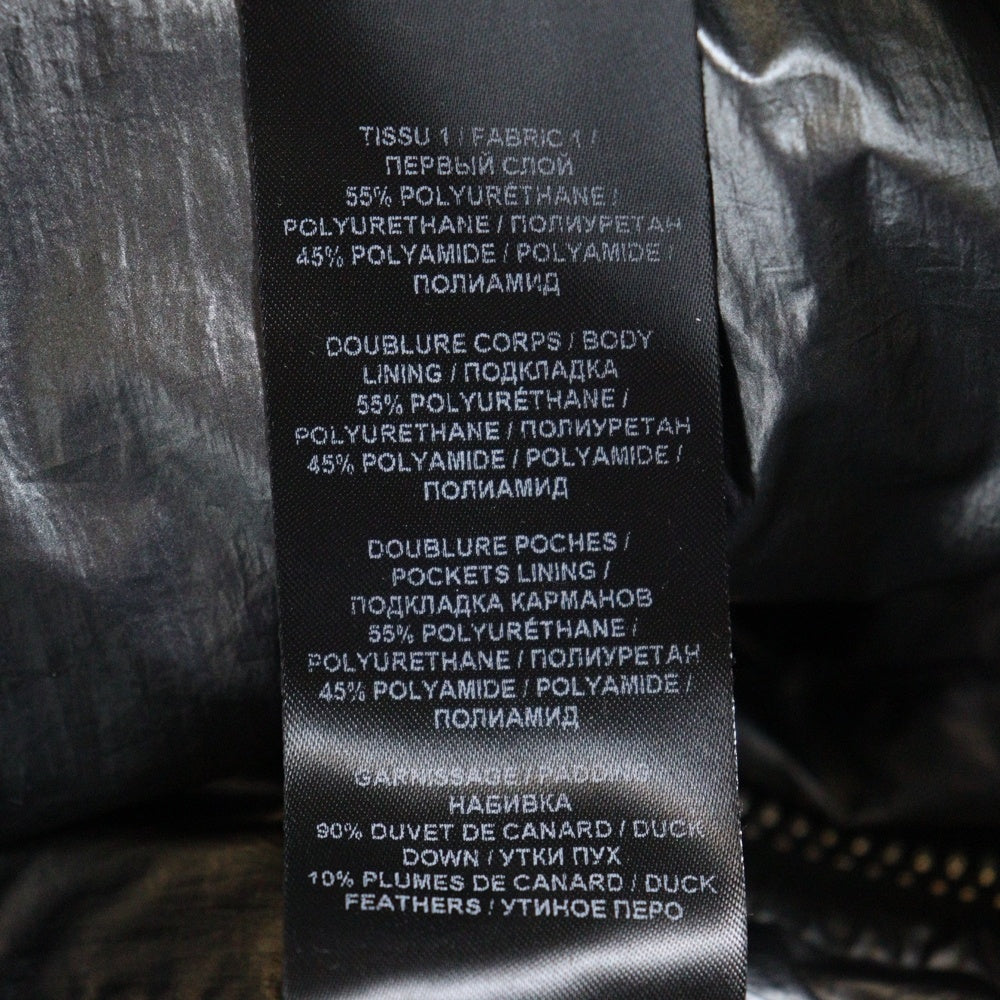 TISSU 1 / FABRIC 1 /
ПЕРВЫЙ СЛОЙ
55% POLYURÉTHANE /
POLYURETHANE / ПОЛИУРЕТАН
45% POLYAMIDE / POLYAMIDE /
ПОЛИАМИД
DOUBLURE CORPS / BODY
LINING / ПОДКЛАДКА
55% POLYURÉTHANE /
POLYURETHANE / ПОЛИУРЕТАН
45% POLYAMIDE / POLYAMIDE /
ПОЛИАМИД
DOUBLURE POCHES /
POCKETS LINING /
ПОДКЛАДКА КАРМАНОВ
55% POLYURÉTHANE /
POLYURETHANE / ПОЛИУРЕТАН
45% POLYAMIDE / POLYAMIDE /
ПОЛИАМИД
GARNISSAGE / PADDING
НАБИВКА
90% DUVET DE CANARD / DUCK
DOWN / УТКИ ПУХ
10% PLUMES DE CANARD / DUCK
FEATHERS / УТИНОЕ ПЕРО